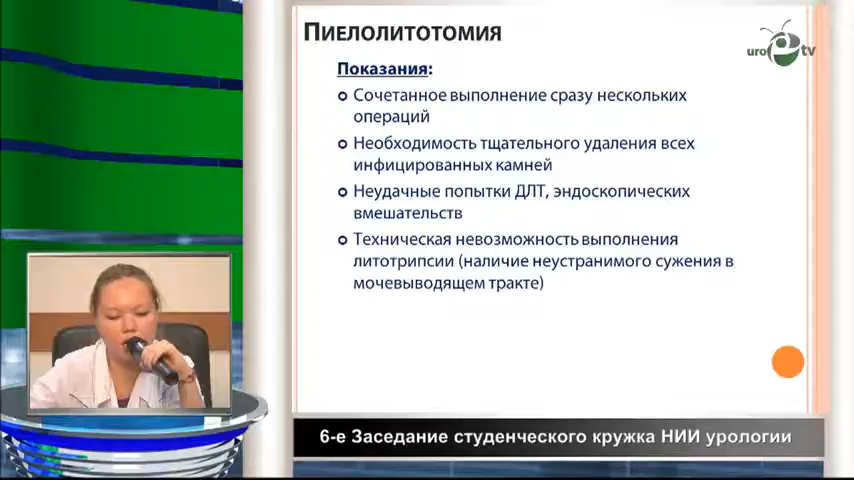 Пиелолитотомия
uro tv
Показания:
Сочетанное выполнение сразу нескольких
операций
Необходимость тщательного удаления всех
инфицированных камней
Неудачные попытки ДЛТ, эндоскопических
вмешательств
Техническая невозможность выполнения
литотрипсии (наличие неустранимого сужения в
мочевыводящем тракте)
6-е Заседание студенческого кружка НИИ урологии